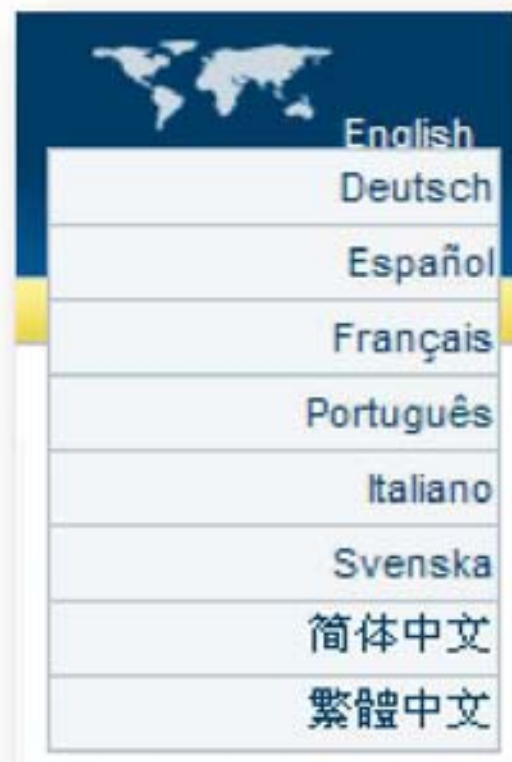 English
Deutsch
Español
Français
Português
Italiano
Svenska
简体中文
繁體中文